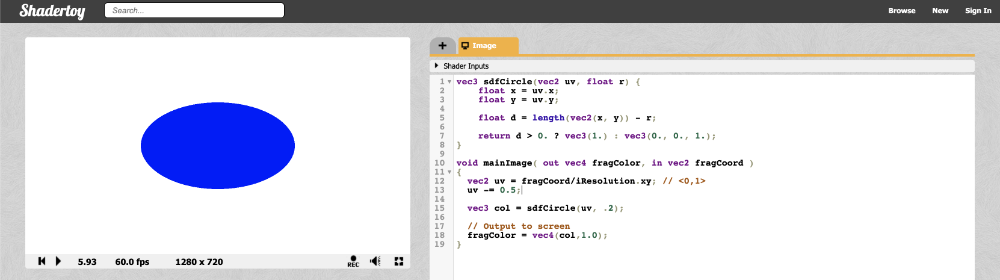 Shadertoy
Search...
Browse New Sign In
+ Image
Shader Inputs
1 vec3 sdfCircle(vec2 uv, float r) {
2     float x = uv.x;
3     float y = uv.y;
4
5     float d = length(vec2(x, y)) - r;
6
7     return d > 0. ? vec3(1.) : vec3(0., 0., 1.);
8 }
9
10 void mainImage( out vec4 fragColor, in vec2 fragCoord )
11 {
12   vec2 uv = fragCoord/iResolution.xy; // <0,1>
13   uv -= 0.5;
14
15   vec3 col = sdfCircle(uv, .2);
16
17   // Output to screen
18   fragColor = vec4(col,1.0);
19 }
5.93 60.0 fps 1280 x 720 REC